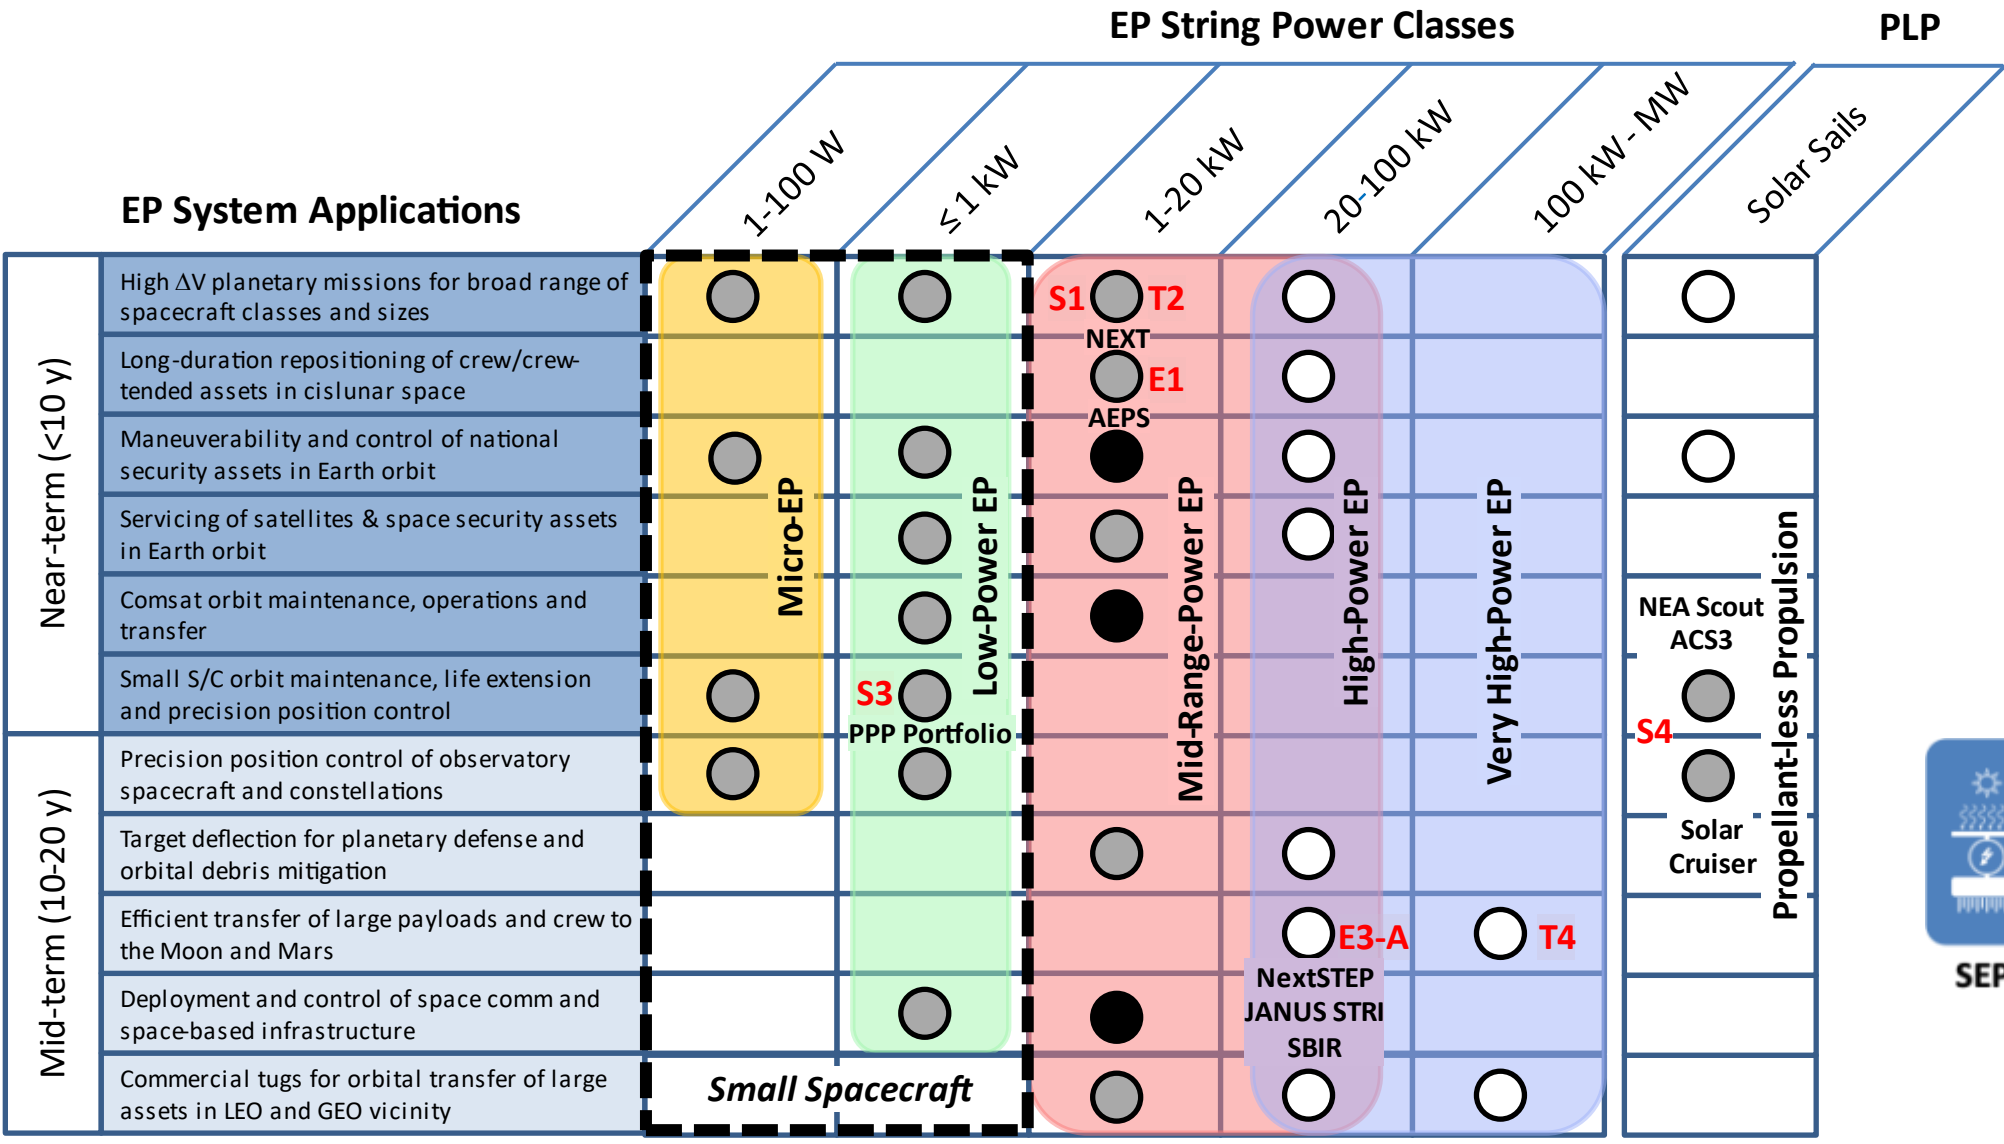 EP String Power Classes
PLP
EP System Applications
1-100 W
≤ 1 kW
1-20 kW
20-100 kW
100 kW - MW
Solar Sails
Near-term (<10 y)
High ΔV planetary missions for broad range of
spacecraft classes and sizes
S1
T2
NEXT
Long-duration repositioning of crew/crew-
tended assets in cislunar space
E1
AEPS
Maneuverability and control of national
security assets in Earth orbit
Servicing of satellites & space security assets
in Earth orbit
Comsat orbit maintenance, operations and
transfer
NEA Scout
ACS3
Small S/C orbit maintenance, life extension
and precision position control
S3
PPP Portfolio
S4
Micro-EP
Low-Power EP
Mid-Range-Power EP
High-Power EP
Very High-Power EP
Propellant-less Propulsion
Mid-term (10-20 y)
Precision position control of observatory
spacecraft and constellations
Target deflection for planetary defense and
orbital debris mitigation
Solar
Cruiser
Efficient transfer of large payloads and crew to
the Moon and Mars
E3-A
T4
NextSTEP
JANUS STRI
SBIR
Deployment and control of space comm and
space-based infrastructure
Commercial tugs for orbital transfer of large
assets in LEO and GEO vicinity
Small Spacecraft
SEP